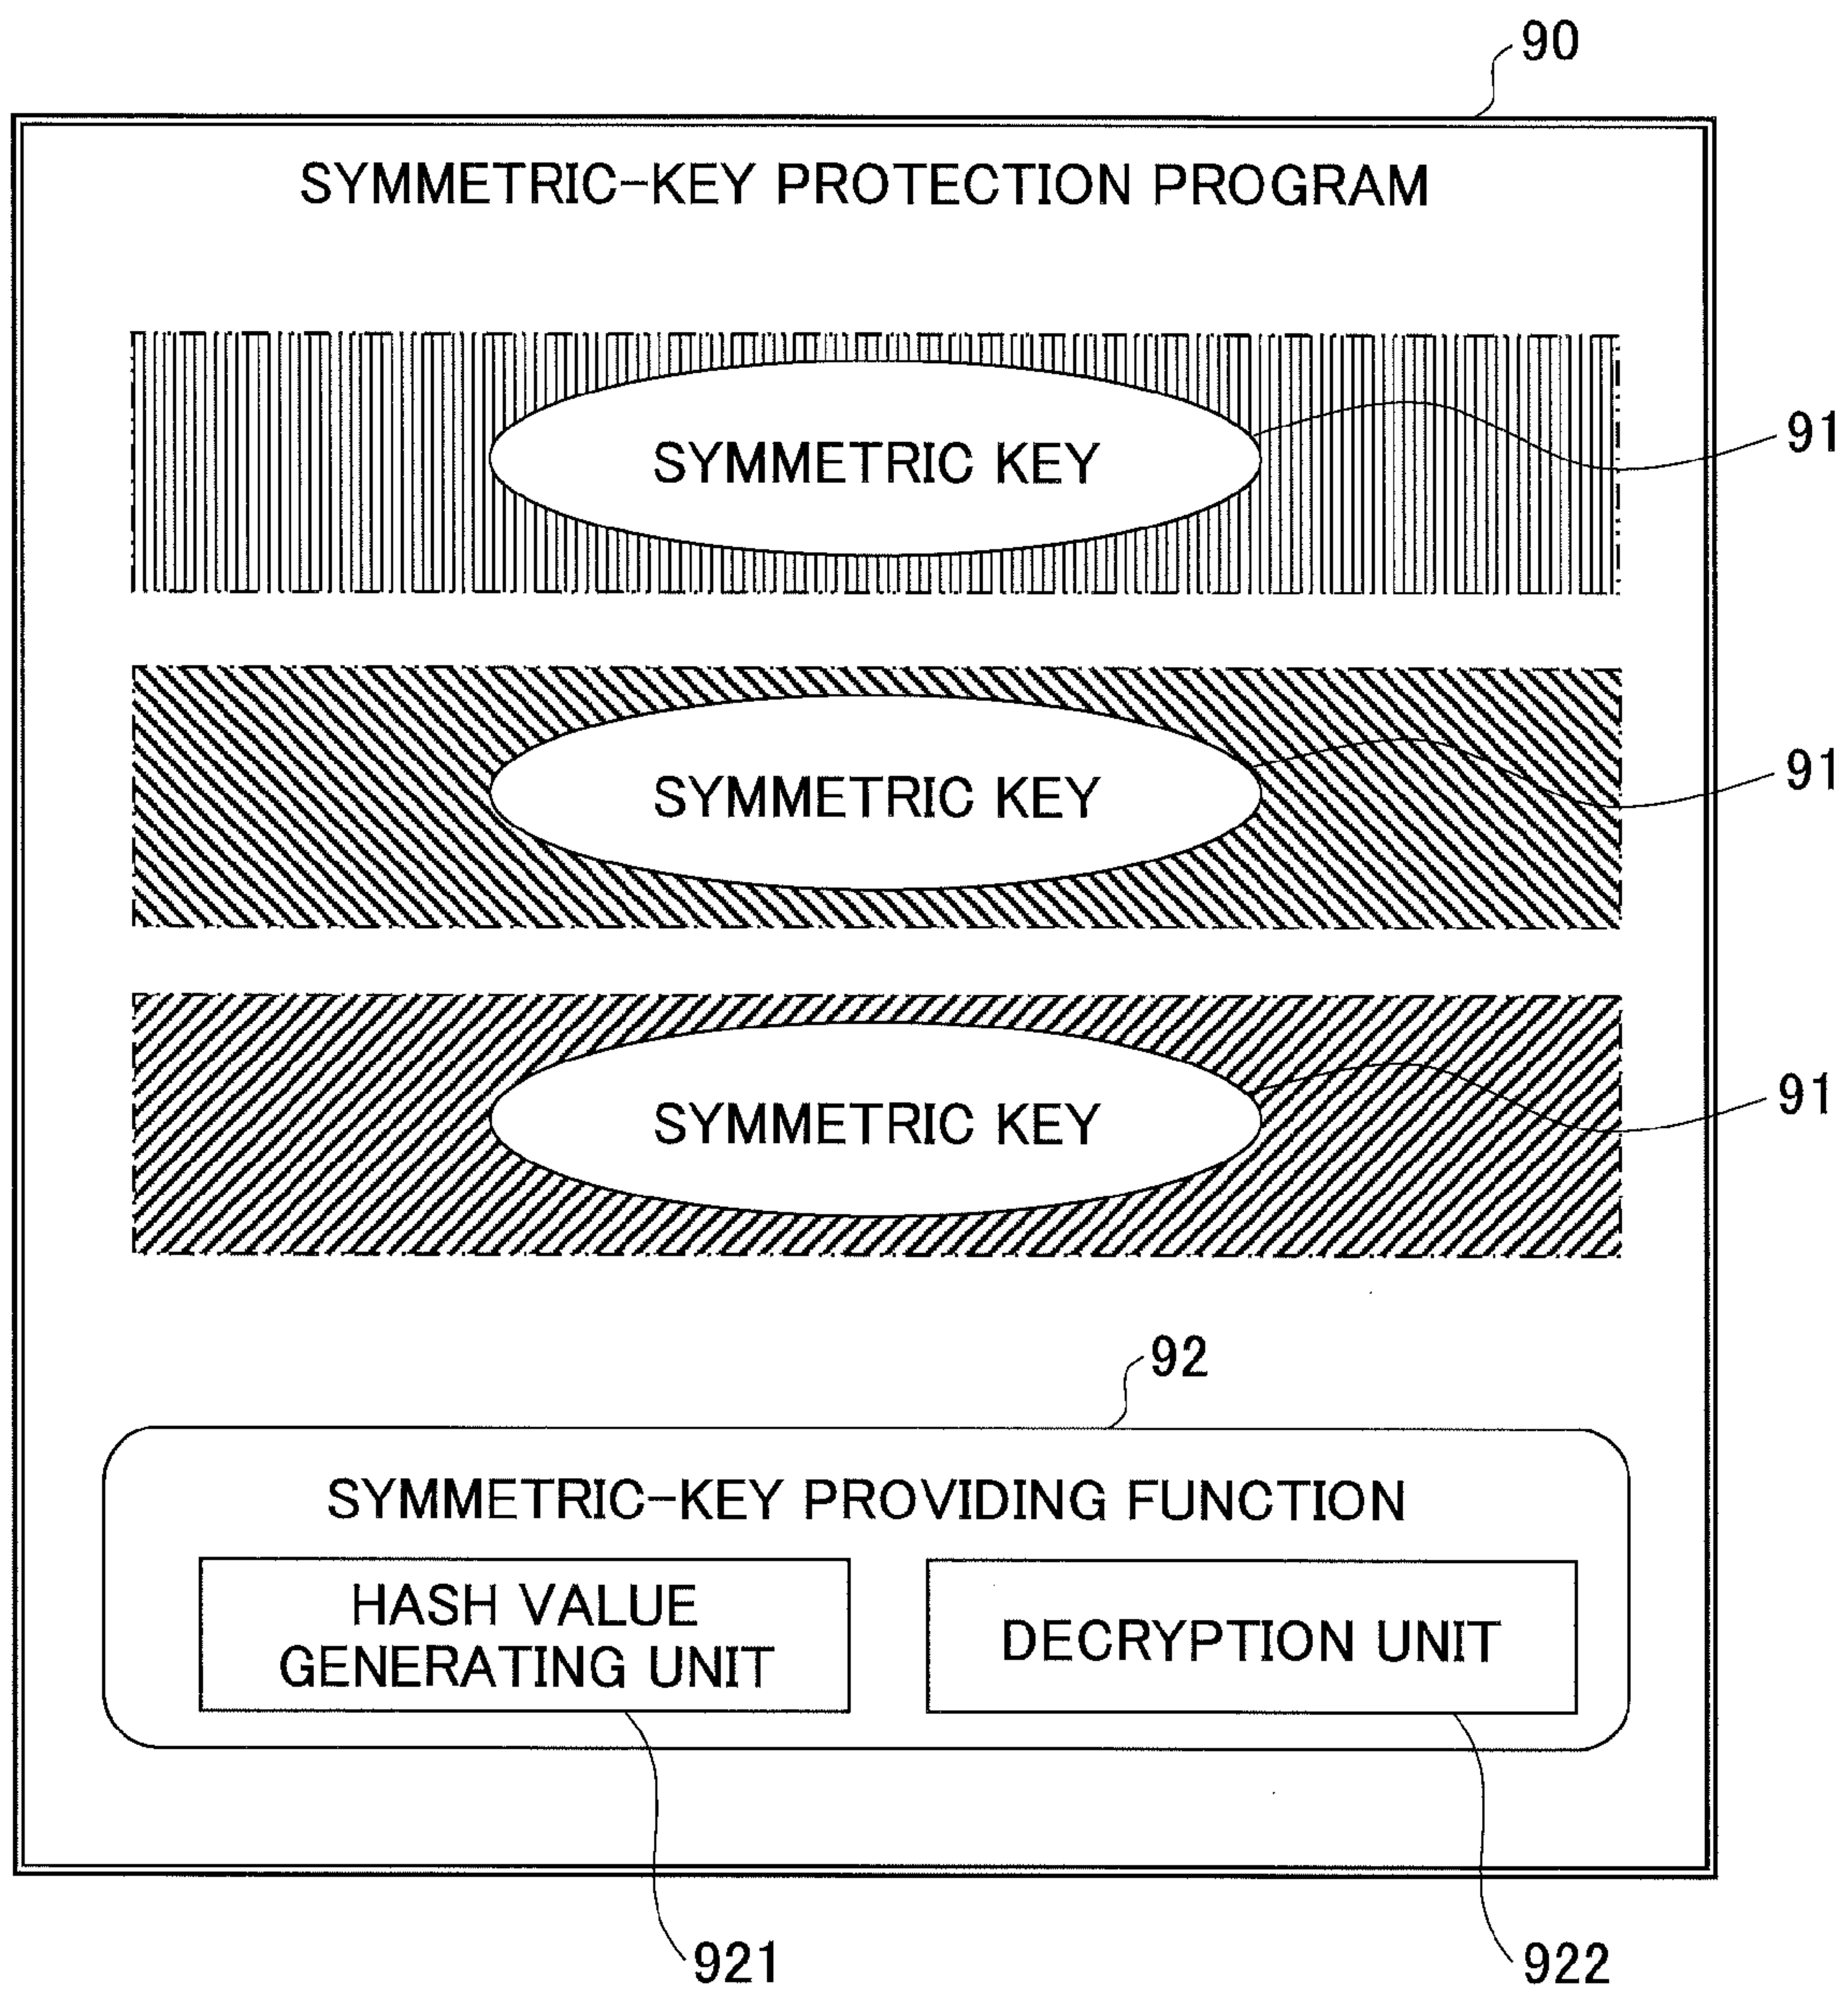 90
SYMMETRIC-KEY PROTECTION PROGRAM
SYMMETRIC KEY
91
SYMMETRIC KEY
91
SYMMETRIC KEY
91
92
SYMMETRIC-KEY PROVIDING FUNCTION
HASH VALUE
GENERATING UNIT
DECRYPTION UNIT
921
922